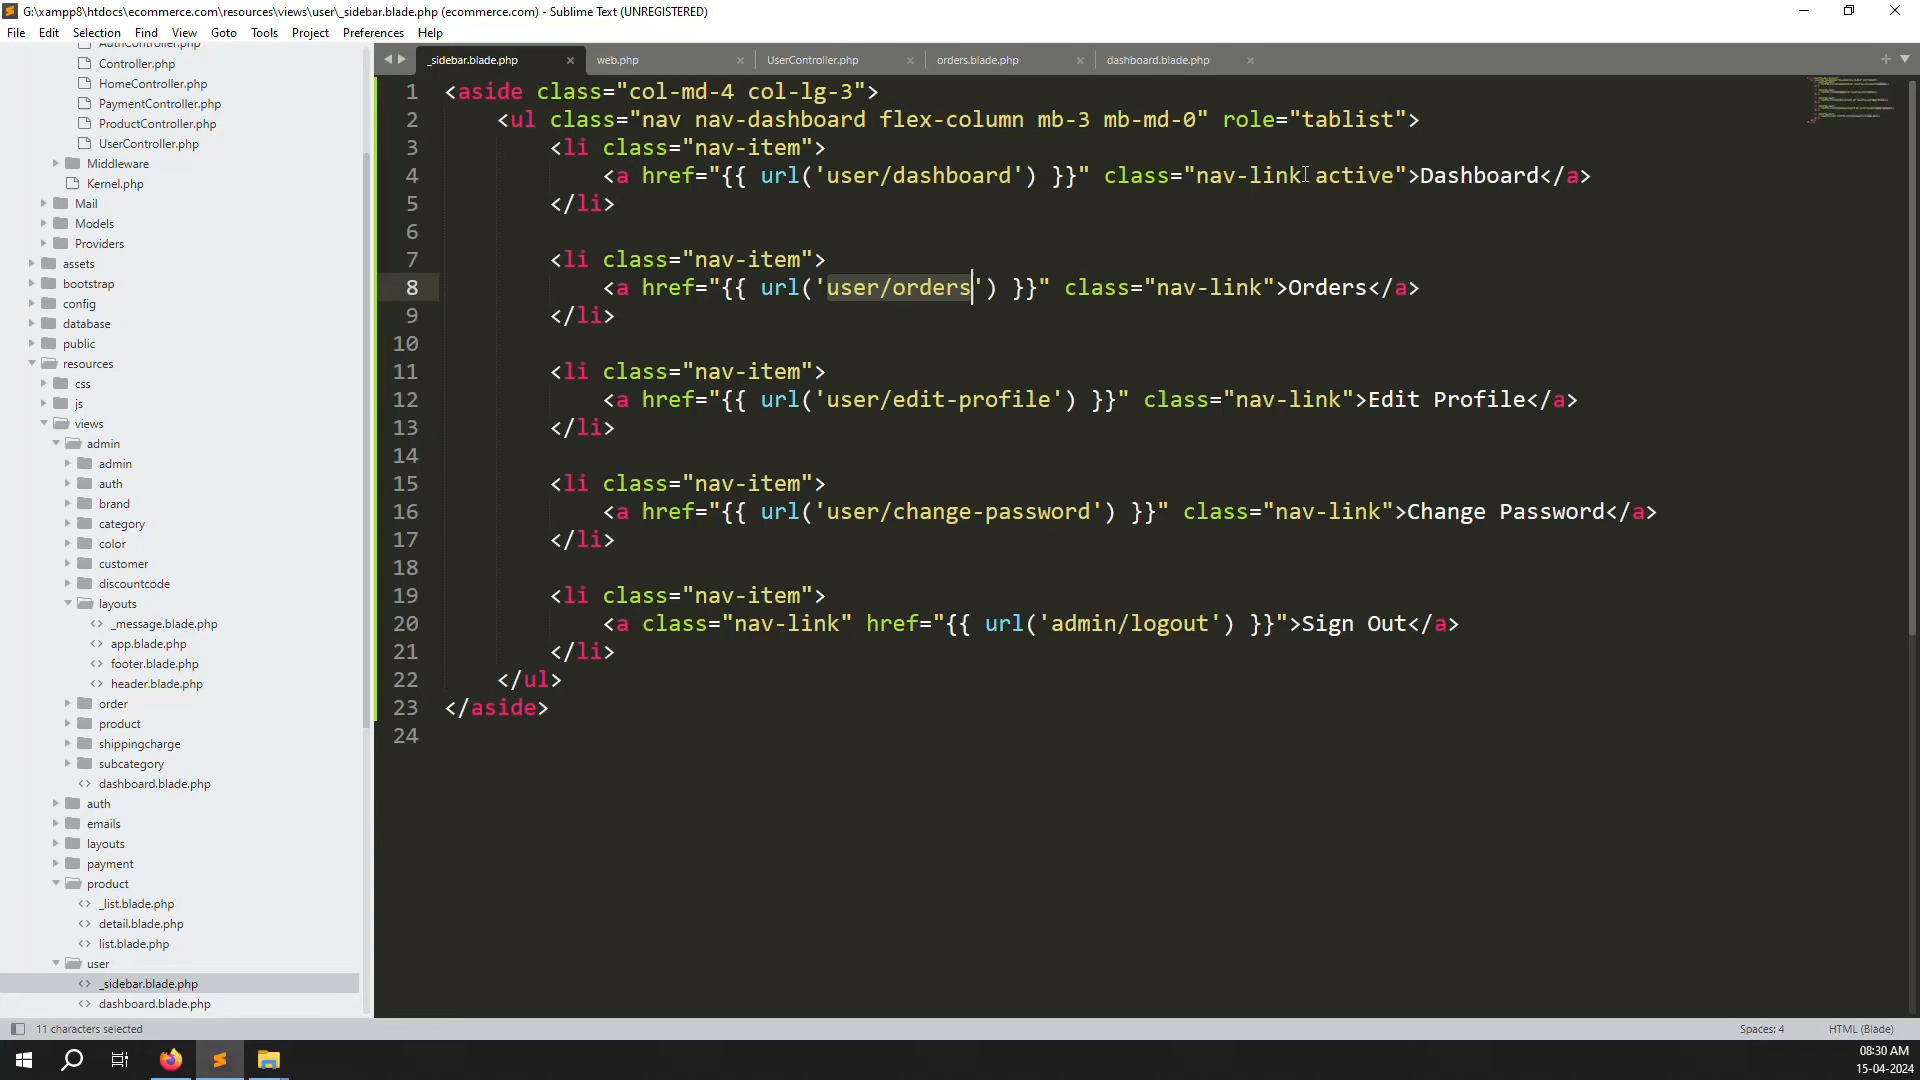 G:\xampp8\htdocs\ecommerce.com\resources\views\user\_sidebar.blade.php (ecommerce.com) - Sublime Text (UNREGISTERED)
File Edit Selection Find View Goto Tools Project Preferences Help
AuthController.php
Controller.php
HomeController.php
PaymentController.php
ProductController.php
UserController.php
Middleware
Kernel.php
Mail
Models
Providers
assets
bootstrap
config
database
public
resources
css
js
views
admin
admin
auth
brand
category
color
customer
discountcode
layouts
_message.blade.php
app.blade.php
footer.blade.php
header.blade.php
order
product
shippingcharge
subcategory
dashboard.blade.php
auth
emails
layouts
payment
product
_list.blade.php
detail.blade.php
list.blade.php
user
_sidebar.blade.php
dashboard.blade.php
_sidebar.blade.php web.php UserController.php orders.blade.php dashboard.blade.php
1 <aside class="col-md-4 col-lg-3">
2 <ul class="nav nav-dashboard flex-column mb-3 mb-md-0" role="tablist">
3 <li class="nav-item">
4 <a href="{{ url('user/dashboard') }}" class="nav-link active">Dashboard</a>
5 </li>
6
7 <li class="nav-item">
8 <a href="{{ url('user/orders') }}" class="nav-link">Orders</a>
9 </li>
10
11 <li class="nav-item">
12 <a href="{{ url('user/edit-profile') }}" class="nav-link">Edit Profile</a>
13 </li>
14
15 <li class="nav-item">
16 <a href="{{ url('user/change-password') }}" class="nav-link">Change Password</a>
17 </li>
18
19 <li class="nav-item">
20 <a class="nav-link" href="{{ url('admin/logout') }}">Sign Out</a>
21 </li>
22 </ul>
23 </aside>
24
11 characters selected Spaces: 4 HTML (Blade)
08:30 AM
15-04-2024